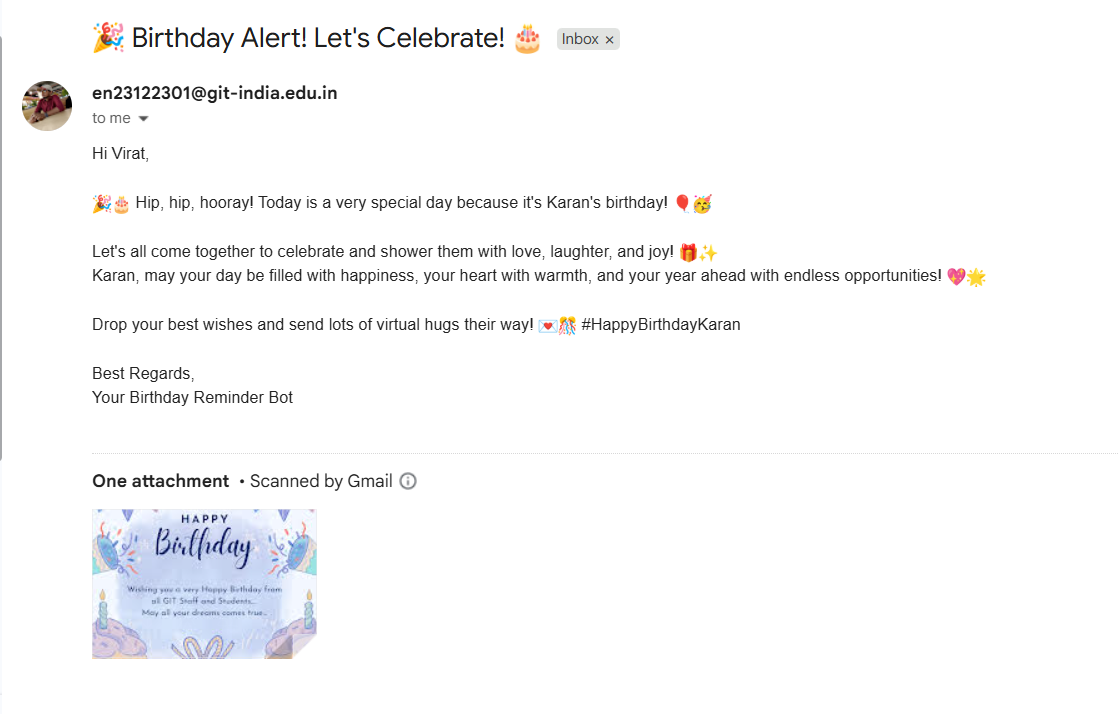 🎉 Birthday Alert! Let's Celebrate! 🎂 Inbox ×
en23122301@git-india.edu.in
to me
Hi Virat,
🎉🎂 Hip, hip, hooray! Today is a very special day because it's Karan's birthday! 🎈🥳
Let's all come together to celebrate and shower them with love, laughter, and joy! 🎁✨
Karan, may your day be filled with happiness, your heart with warmth, and your year ahead with endless opportunities! 💖🌟
Drop your best wishes and send lots of virtual hugs their way! 💌🎊 #HappyBirthdayKaran
Best Regards,
Your Birthday Reminder Bot
One attachment • Scanned by Gmail
HAPPY
Birthday
Wishing you a very Happy Birthday from
all GIT Staff and Students...
May all your dreams comes true...